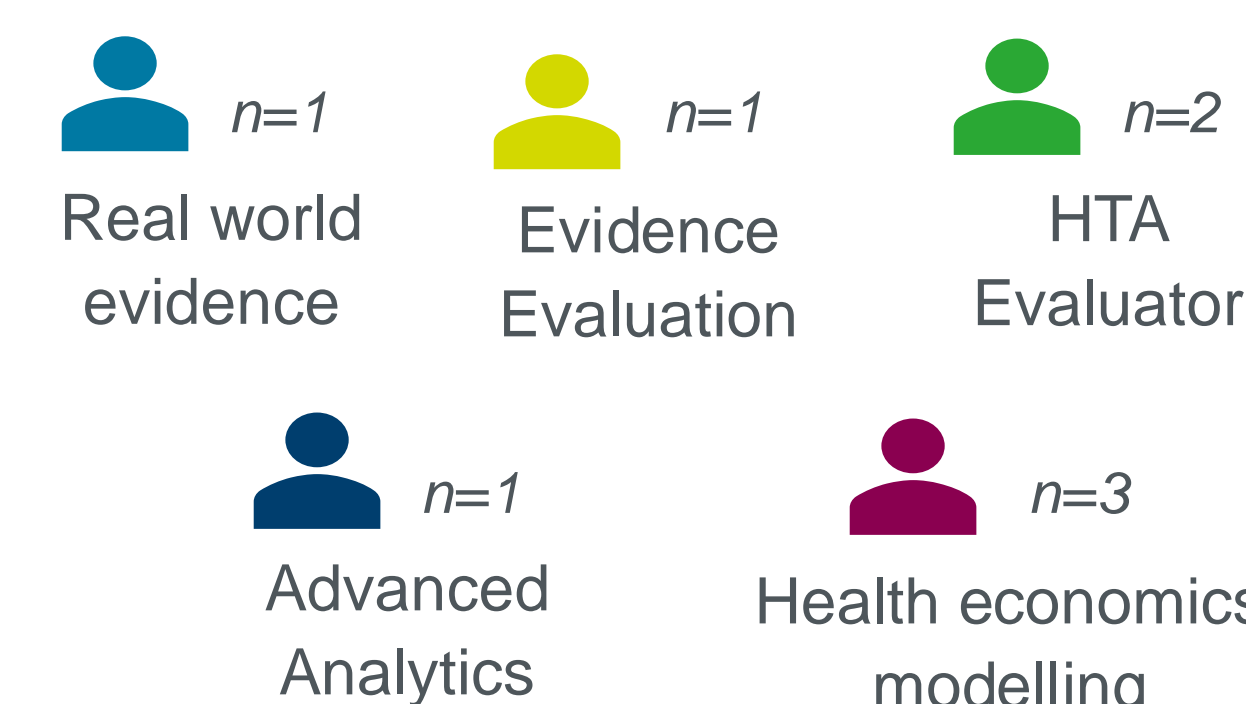 n=1
Real world
evidence
n=1
Evidence
Evaluation
n=2
HTA
Evaluator
n=1
Advanced
Analytics
n=3
Health economics
modelling